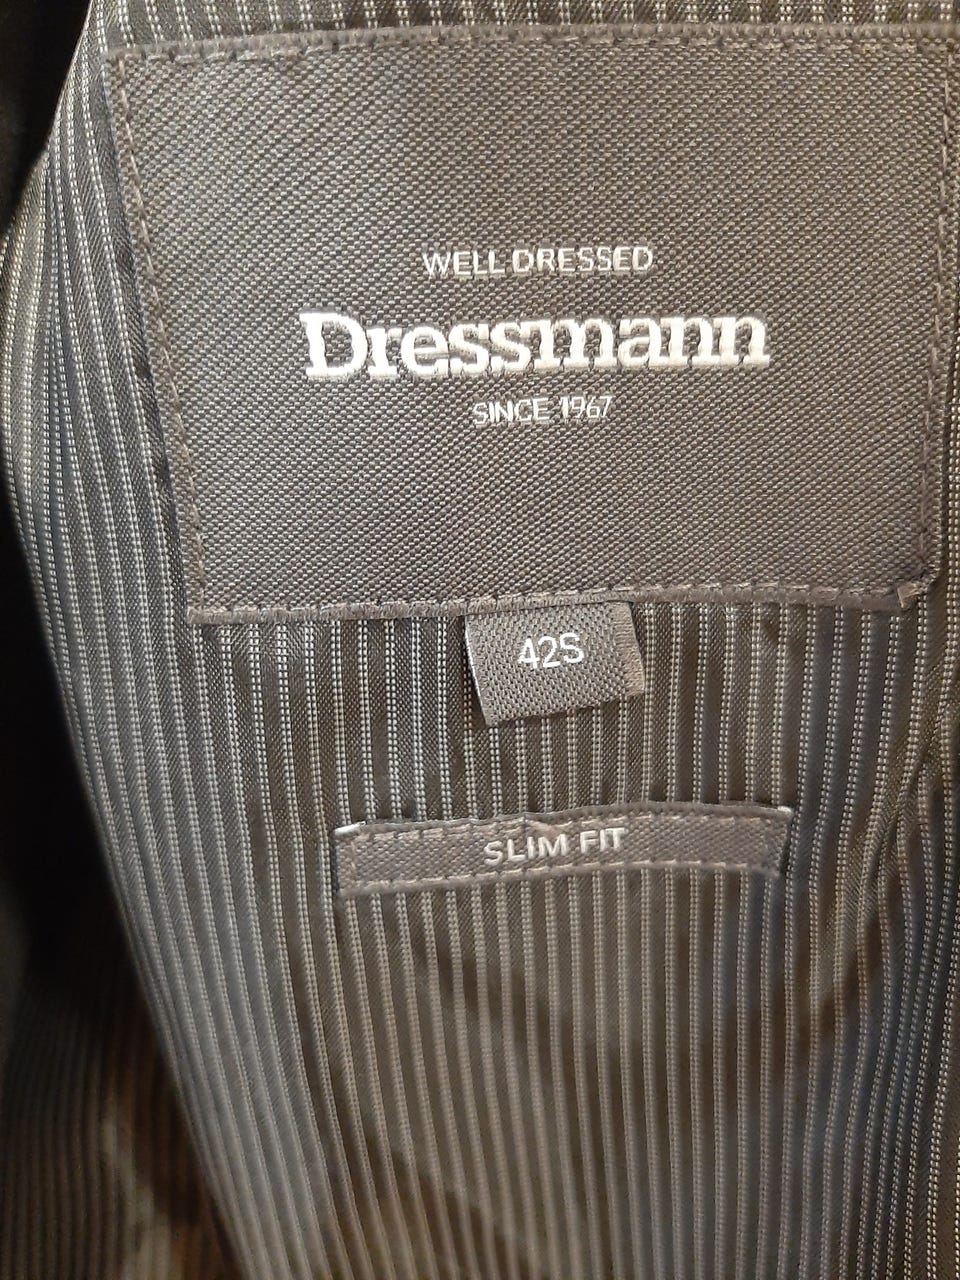 WELL DRESSED
Dressmann
SINCE 1967
42S
SLIM FIT